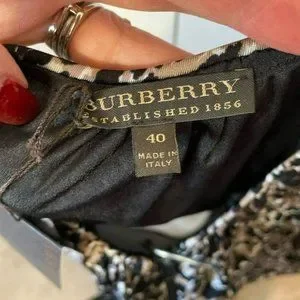 BURBERRY
ESTABLISHED 1856
40
MADE IN
ITALY